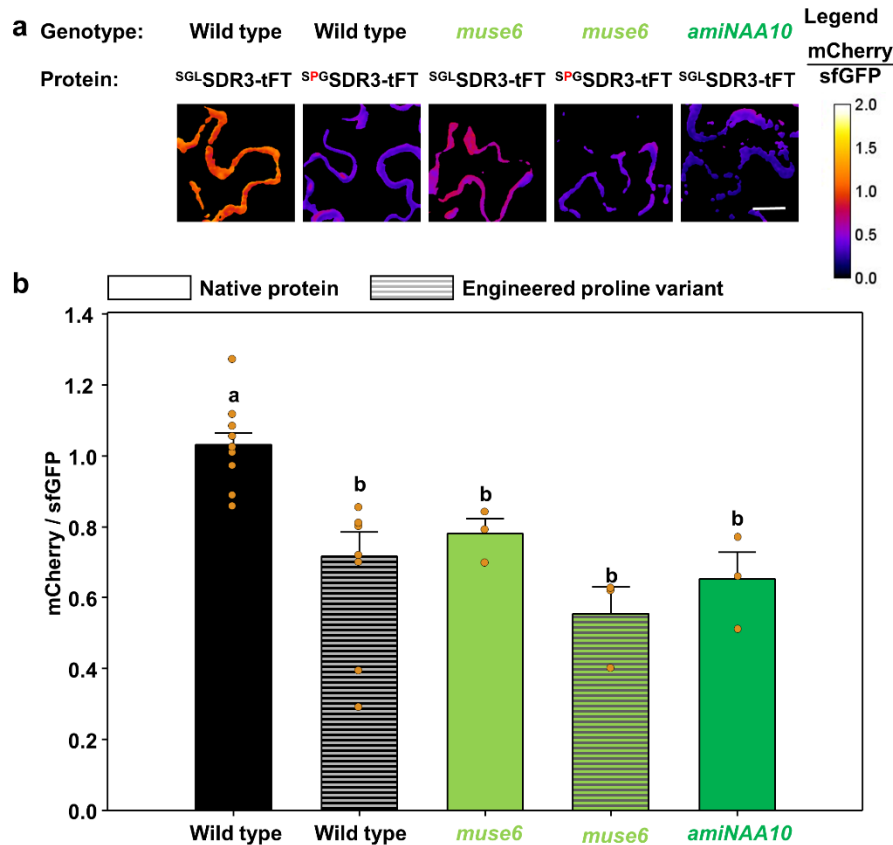 a Genotype: Wild type Wild type muse6 muse6 amiNAA10 Legend
mCherry
sfGFP
Protein: SGLSDR3-tFT SPGSDR3-tFT SGLSDR3-tFT SPGSDR3-tFT SGLSDR3-tFT
2.0
1.5
1.0
0.5
0.0
b Native protein Engineered proline variant
mCherry / sfGFP
1.4
1.2
1.0
0.8
0.6
0.4
0.2
0.0
a
b
b
b
b
Wild type Wild type muse6 muse6 amiNAA10